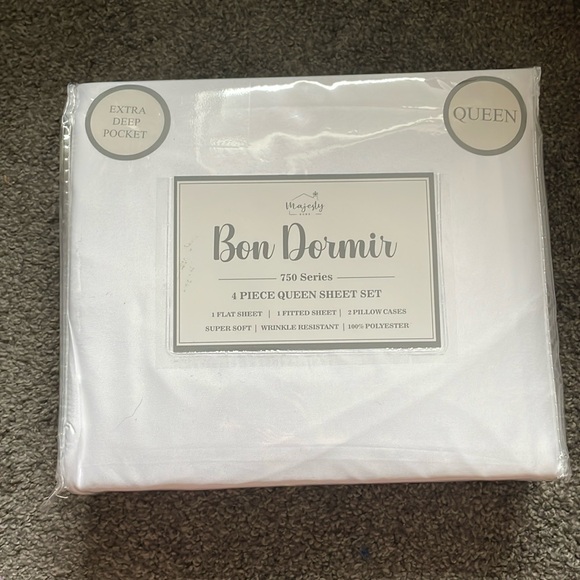 EXTRA
DEEP
POCKET
QUEEN
Majesty
Bon Dormir
750 Series
4 PIECE QUEEN SHEET SET
1 FLAT SHEET | 1 FITTED SHEET | 2 PILLOW CASES
SUPER SOFT | WRINKLE RESISTANT | 100% POLYESTER